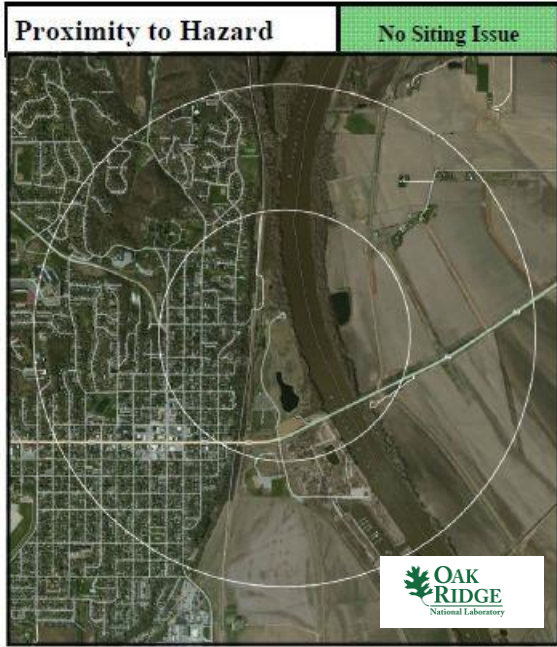 Proximity to Hazard
No Siting Issue
OAK
RIDGE
National Laboratory